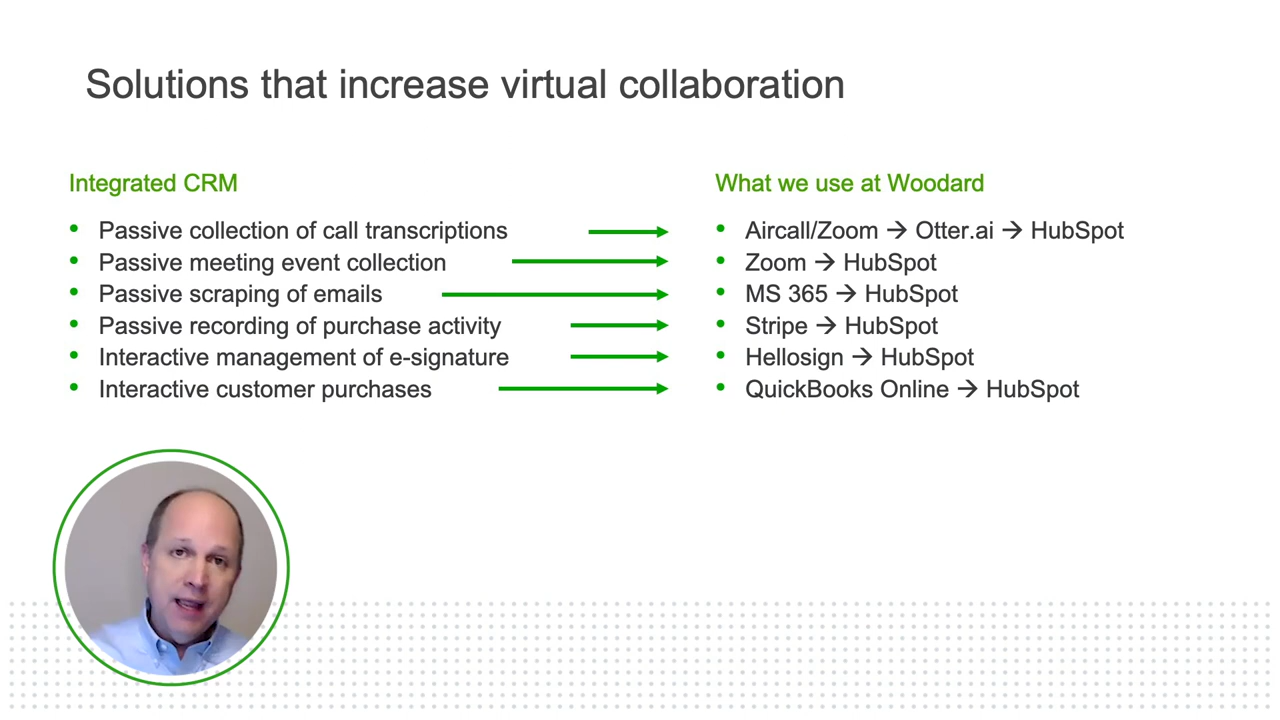 Solutions that increase virtual collaboration
Integrated CRM
• Passive collection of call transcriptions
• Passive meeting event collection
• Passive scraping of emails
• Passive recording of purchase activity
• Interactive management of e-signature
• Interactive customer purchases
What we use at Woodard
• Aircall/Zoom → Otter.ai → HubSpot
• Zoom → HubSpot
• MS 365 → HubSpot
• Stripe → HubSpot
• Hellosign → HubSpot
• QuickBooks Online → HubSpot